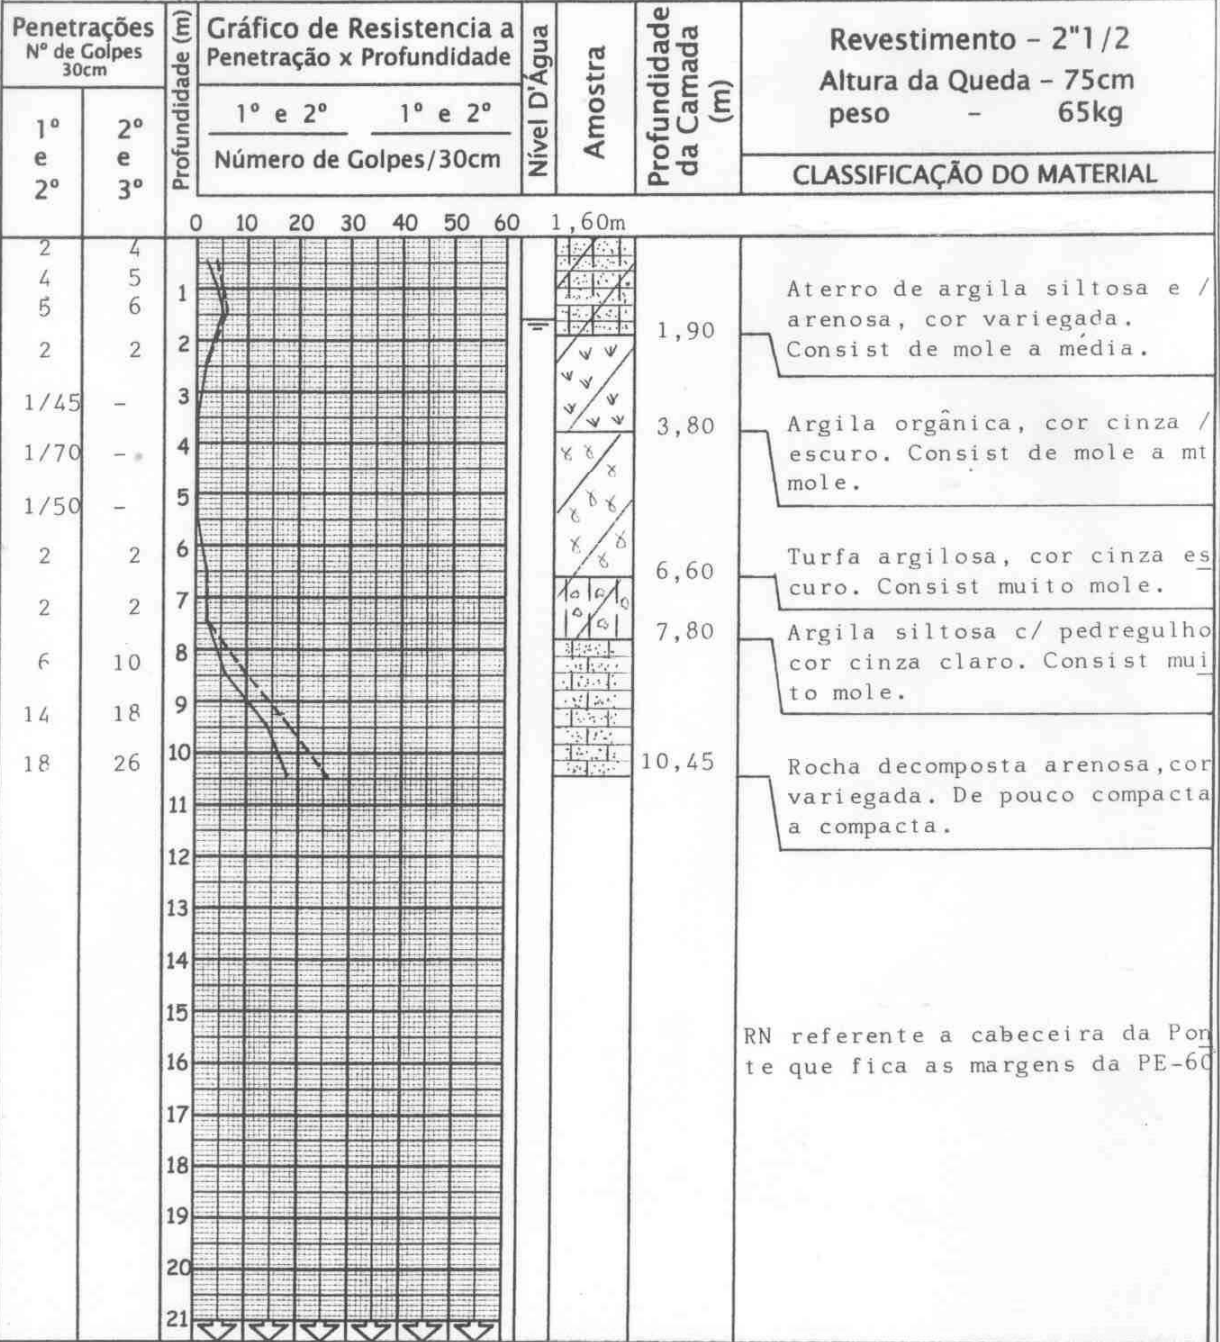 Penetrações
Nº de Golpes
30cm
1º
e
2º
2º
e
3º
Profundidade (m)
Gráfico de Resistencia a
Penetração x Profundidade
1º e 2º 1º e 2º
Número de Golpes/30cm
Nível D'Água
Amostra
Profundidade
da Camada
(m)
Revestimento - 2"1/2
Altura da Queda - 75cm
peso - 65kg
CLASSIFICAÇÃO DO MATERIAL
0 10 20 30 40 50 60
1,60m
2 4
4 5
5 6
2 2
1/45 -
1/70 -
1/50 -
2 2
2 2
6 10
14 18
18 26
1
2
3
4
5
6
7
8
9
10
11
12
13
14
15
16
17
18
19
20
21
1,90
3,80
6,60
7,80
10,45
Aterro de argila siltosa e /
arenosa, cor variegada.
Consist de mole a média.
Argila orgânica, cor cinza /
escuro. Consist de mole a mt
mole.
Turfa argilosa, cor cinza es
curo. Consist muito mole.
Argila siltosa c/ pedregulho
cor cinza claro. Consist mui
to mole.
Rocha decomposta arenosa,cor
variegada. De pouco compacta
a compacta.
RN referente a cabeceira da Pon
te que fica as margens da PE-60